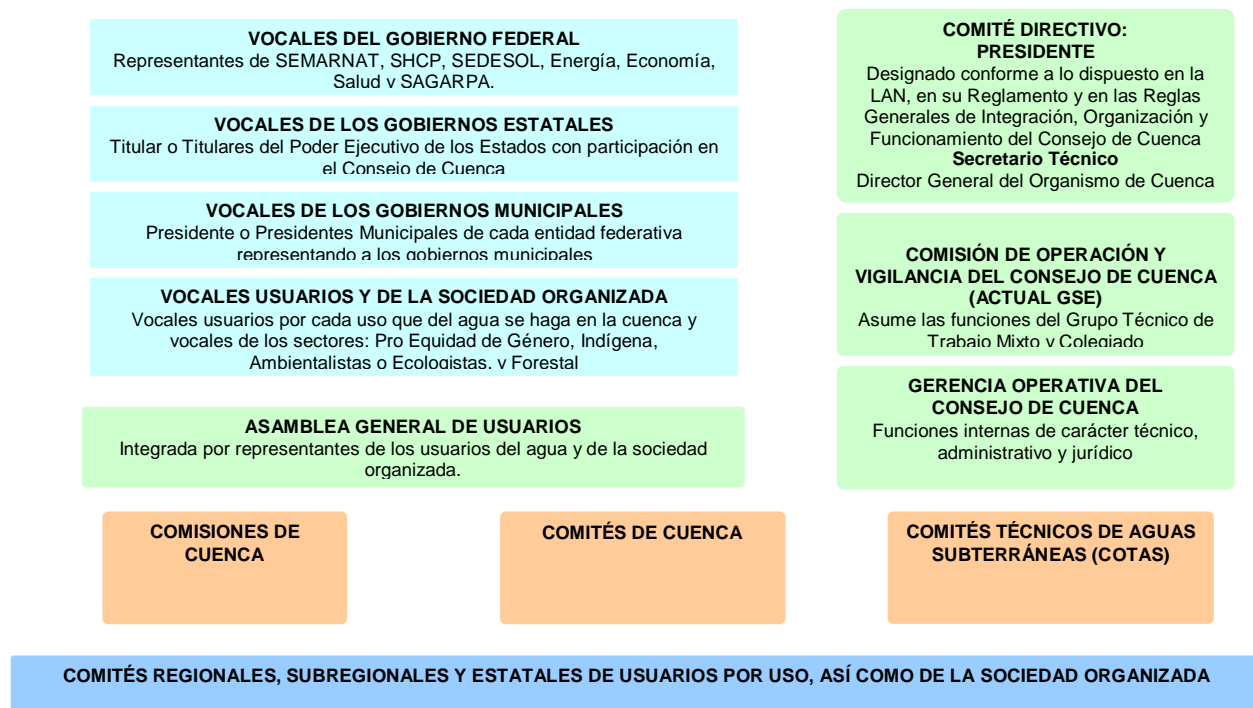 VOCALES DEL GOBIERNO FEDERAL
Representantes de SEMARNAT, SHCP, SEDESOL, Energía, Economía,
Salud y SAGARPA.
VOCALES DE LOS GOBIERNOS ESTATALES
Titular o Titulares del Poder Ejecutivo de los Estados con participación en
el Consejo de Cuenca
VOCALES DE LOS GOBIERNOS MUNICIPALES
Presidente o Presidentes Municipales de cada entidad federativa
representando a los gobiernos municipales
VOCALES USUARIOS Y DE LA SOCIEDAD ORGANIZADA
Vocales usuarios por cada uso que del agua se haga en la cuenca y
vocales de los sectores: Pro Equidad de Género, Indígena,
Ambientalistas o Ecologistas, y Forestal
ASAMBLEA GENERAL DE USUARIOS
Integrada por representantes de los usuarios del agua y de la sociedad
organizada.
COMITÉ DIRECTIVO:
PRESIDENTE
Designado conforme a lo dispuesto en la
LAN, en su Reglamento y en las Reglas
Generales de Integración, Organización y
Funcionamiento del Consejo de Cuenca
Secretario Técnico
Director General del Organismo de Cuenca
COMISIÓN DE OPERACIÓN Y
VIGILANCIA DEL CONSEJO DE CUENCA
(ACTUAL GSE)
Asume las funciones del Grupo Técnico de
Trabajo Mixto y Colegiado
GERENCIA OPERATIVA DEL
CONSEJO DE CUENCA
Funciones internas de carácter técnico,
administrativo y jurídico
COMISIONES DE
CUENCA
COMITÉS DE CUENCA
COMITÉS TÉCNICOS DE AGUAS
SUBTERRÁNEAS (COTAS)
COMITÉS REGIONALES, SUBREGIONALES Y ESTATALES DE USUARIOS POR USO, ASÍ COMO DE LA SOCIEDAD ORGANIZADA